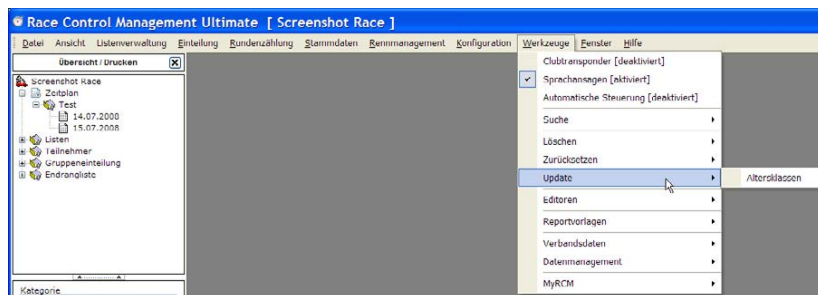 Race Control Management Ultimate [ Screenshot Race ]
Datei Ansicht Listenverwaltung Einteilung Rundenzählung Stammdaten Rennmanagement Konfiguration Werkzeuge Fenster Hilfe
Übersicht / Drucken
Screenshot Race
Zeitplan
Test
14.07.2008
15.07.2008
Listen
Teilnehmer
Gruppeneinteilung
Endrangliste
Kategorie
Clubtransponder [deaktiviert]
Sprachansagen [aktiviert]
Automatische Steuerung [deaktiviert]
Suche
Löschen
Zurücksetzen
Update
Altersklassen
Editoren
Reportvorlagen
Verbandsdaten
Datenmanagement
MyRCM